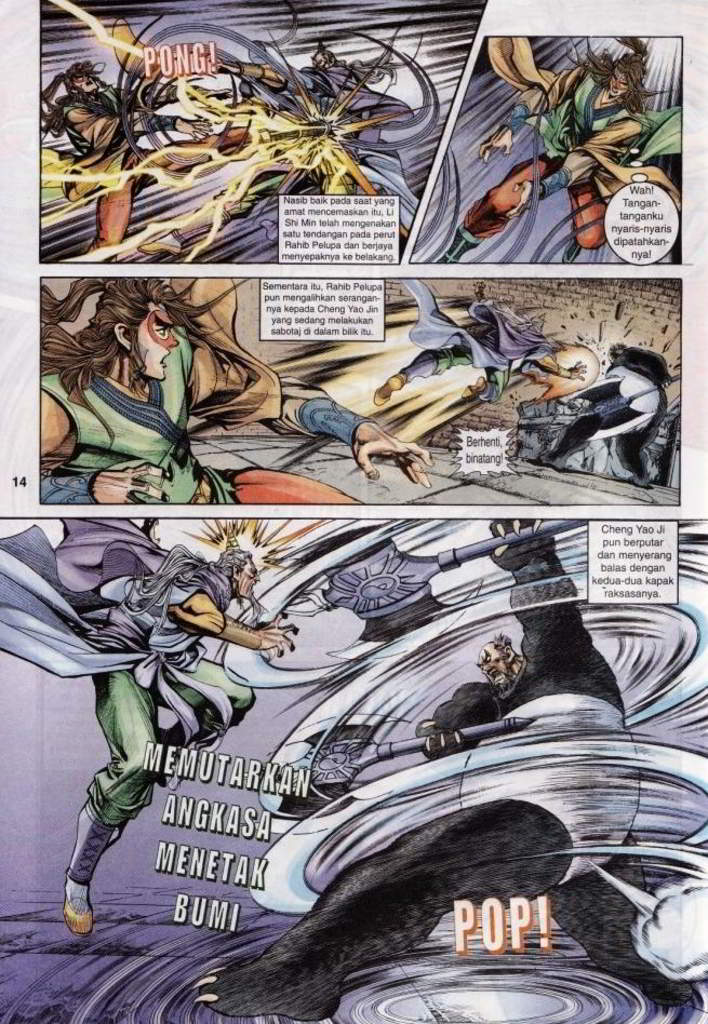 PONG!
Nasib baik pada saat yang
amat mencemaskan itu, Li
Shi Min telah mengenakan
satu tendangan pada perut
Rahib Pelupa dan berjaya
menyepaknya ke belakang.
Wah!
Tangan-
tanganku
nyaris-nyaris
dipatahkan-
nya!
Sementara itu, Rahib Pelupa
pun mengalihkan serangan-
nya kepada Cheng Yao Jin
yang sedang melakukan
sabotaj di dalam bilik itu.
Berhenti,
binatang!
14
Cheng Yao Ji
pun berputar
dan menyerang
balas dengan
kedua-dua kapak
raksasanya.
MEMUTARKAN
ANGKASA
MENETAK
BUMI
POP!